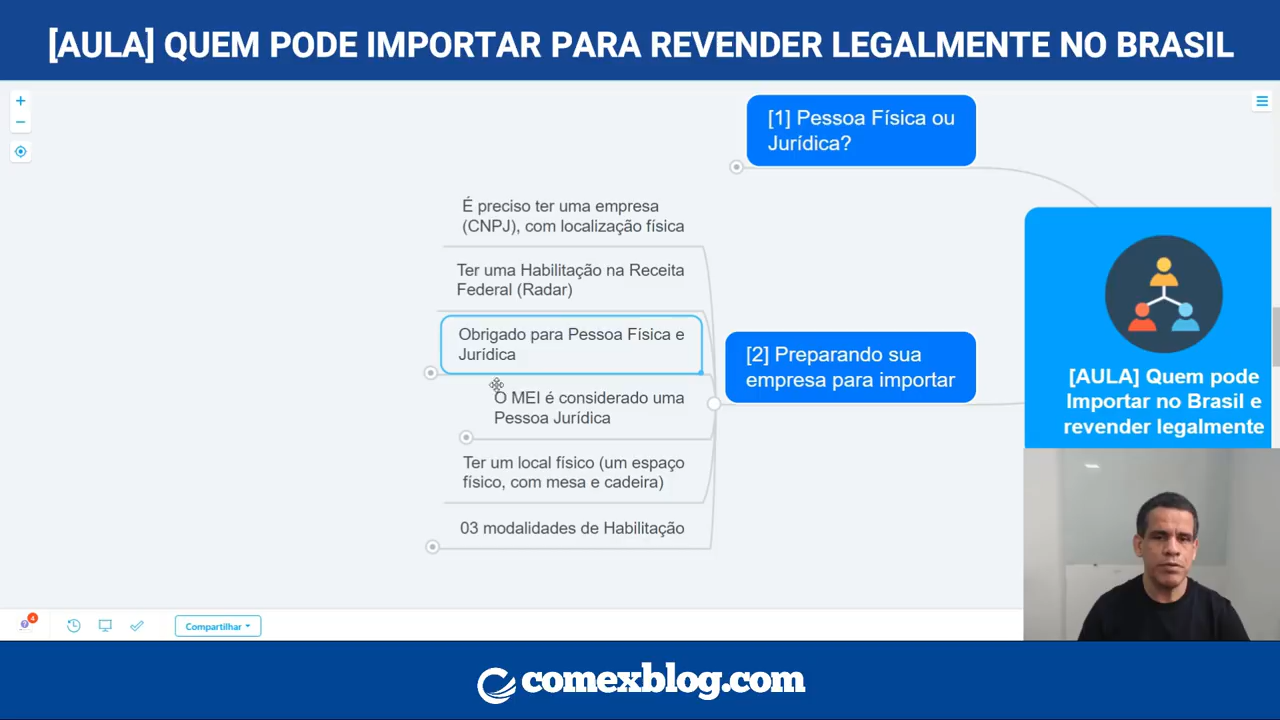 [AULA] QUEM PODE IMPORTAR PARA REVENDER LEGALMENTE NO BRASIL
[1] Pessoa Física ou
Jurídica?
É preciso ter uma empresa
(CNPJ), com localização física
Ter uma Habilitação na Receita
Federal (Radar)
Obrigado para Pessoa Física e
Jurídica
O MEI é considerado uma
Pessoa Jurídica
Ter um local físico (um espaço
físico, com mesa e cadeira)
03 modalidades de Habilitação
[2] Preparando sua
empresa para importar
[AULA] Quem pode
Importar no Brasil e
revender legalmente
4
Compartilhar
comexblog.com